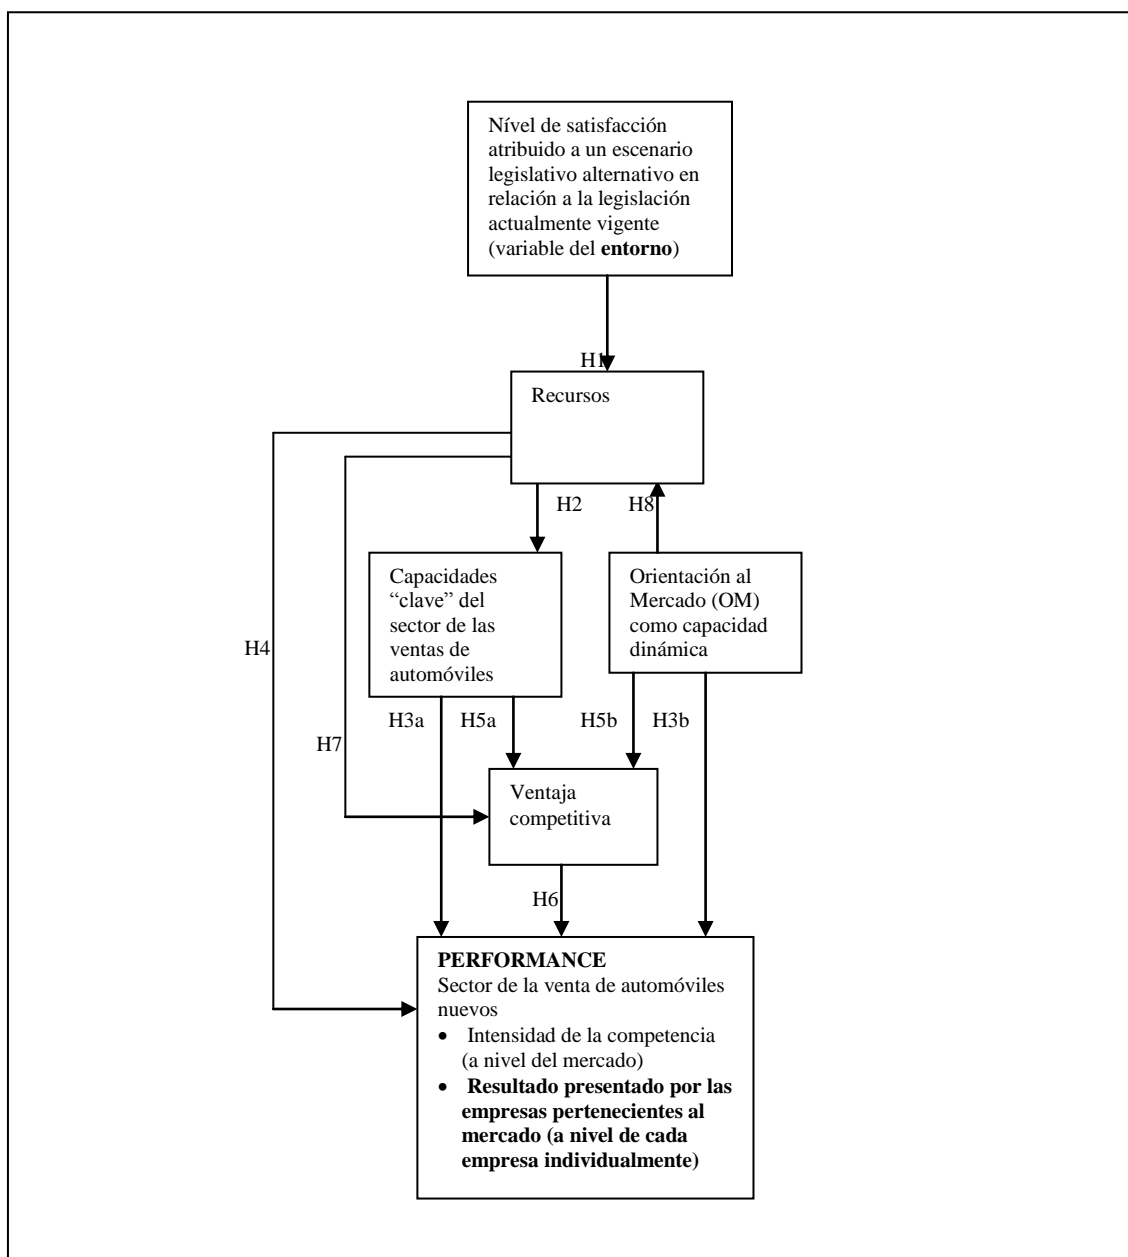 Nível de satisfacción
atribuido a un escenario
legislativo alternativo en
relación a la legislación
actualmente vigente
(variable del entorno)
H1
Recursos
H2
H8
Capacidades
“clave” del
sector de las
ventas de
automóviles
Orientación al
Mercado (OM)
como capacidad
dinámica
H4
H3a
H5a
H5b
H3b
H7
Ventaja
competitiva
H6
PERFORMANCE
Sector de la venta de automóviles
nuevos
• Intensidad de la competencia
(a nivel del mercado)
• Resultado presentado por las
empresas pertenecientes al
mercado (a nivel de cada
empresa individualmente)